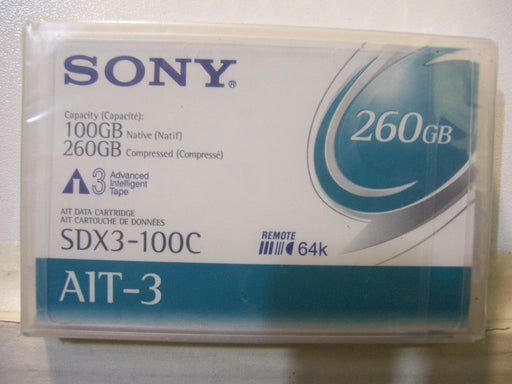 SONY®
Capacity (Capacité):
100GB Native (Natif)
260GB Compressed (Compressé)
260GB
3 Advanced
Intelligent
Tape
AIT DATA CARTRIDGE
AIT CARTOUCHE DE DONNÉES
SDX3-100C
REMOTE
64k
AIT-3